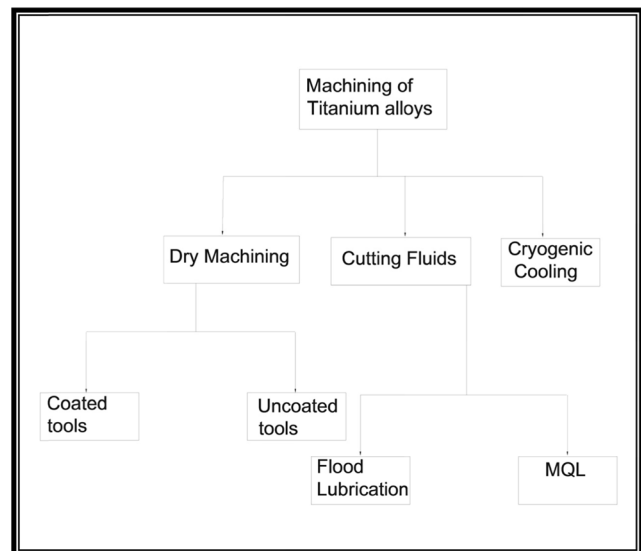 Machining of
Titanium alloys
Dry Machining
Cutting Fluids
Cryogenic
Cooling
Coated
tools
Uncoated
tools
Flood
Lubrication
MQL